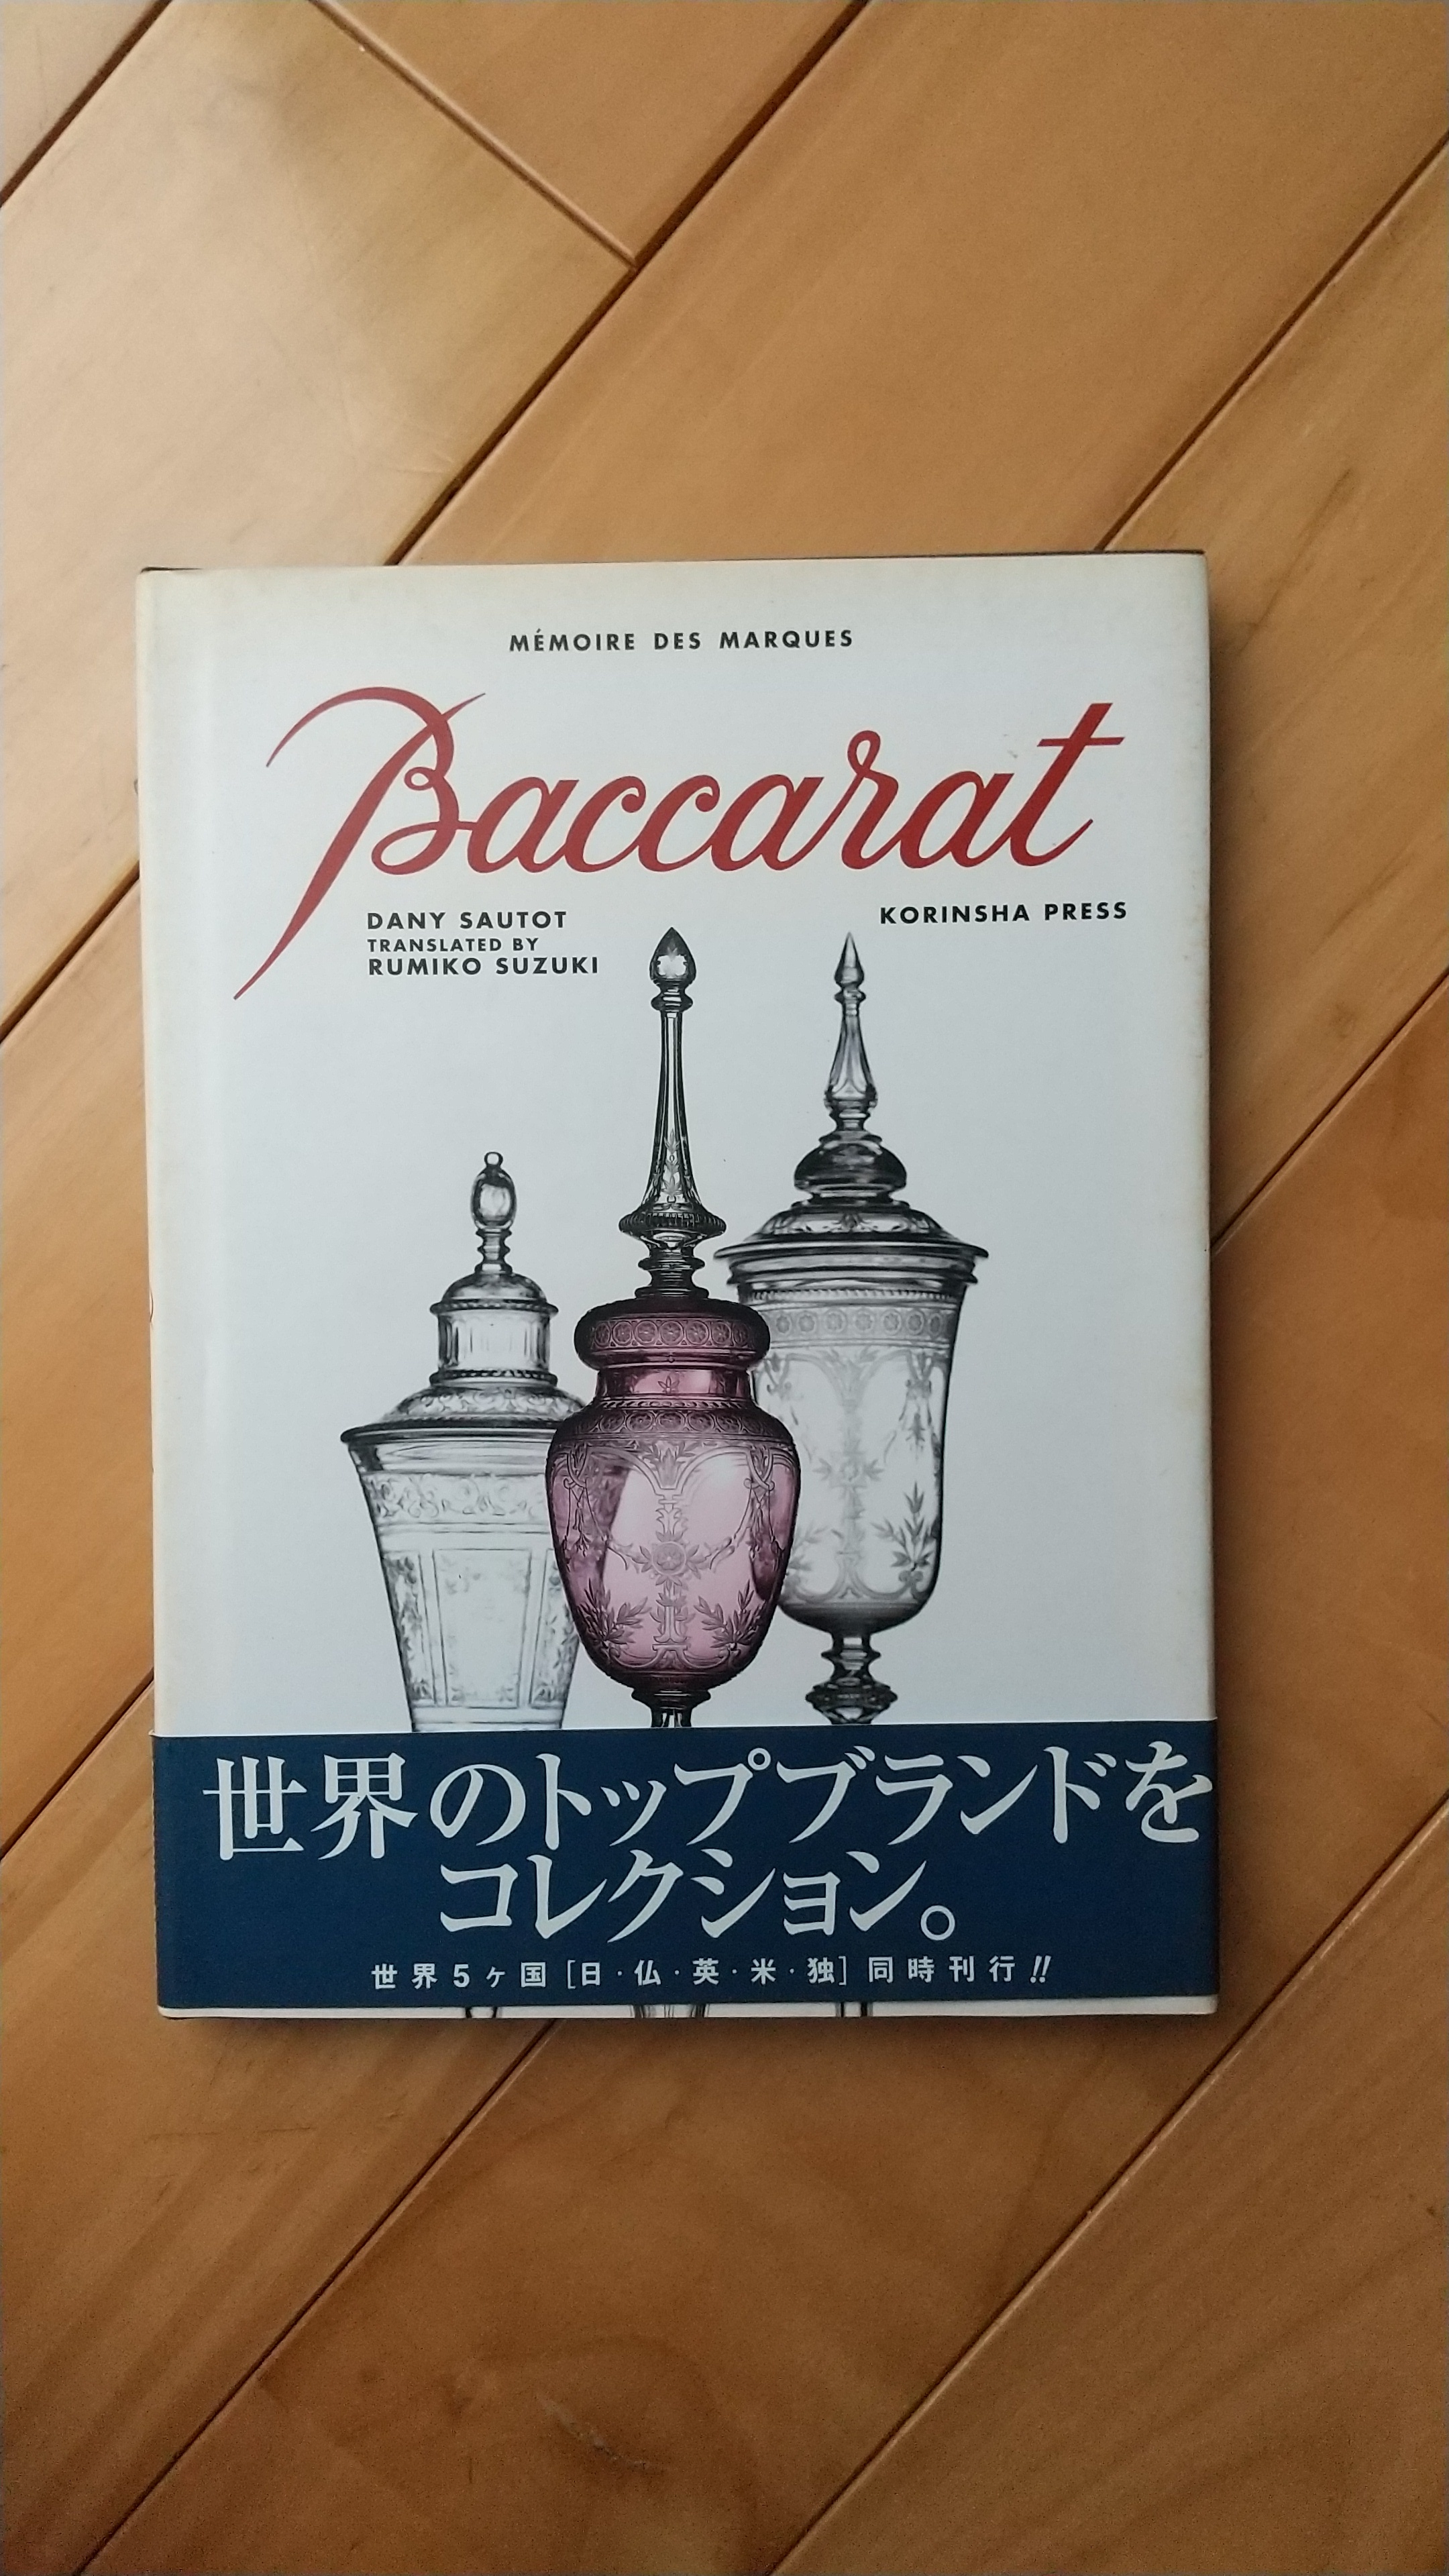 MÉMOIRE DES MARQUES
Baccarat
DANY SAUTOT
TRANSLATED BY
RUMIKO SUZUKI
KORINSHA PRESS
世界のトップブランドを
コレクション。
世界5ヶ国[日・仏・英・米・独]同時刊行!!